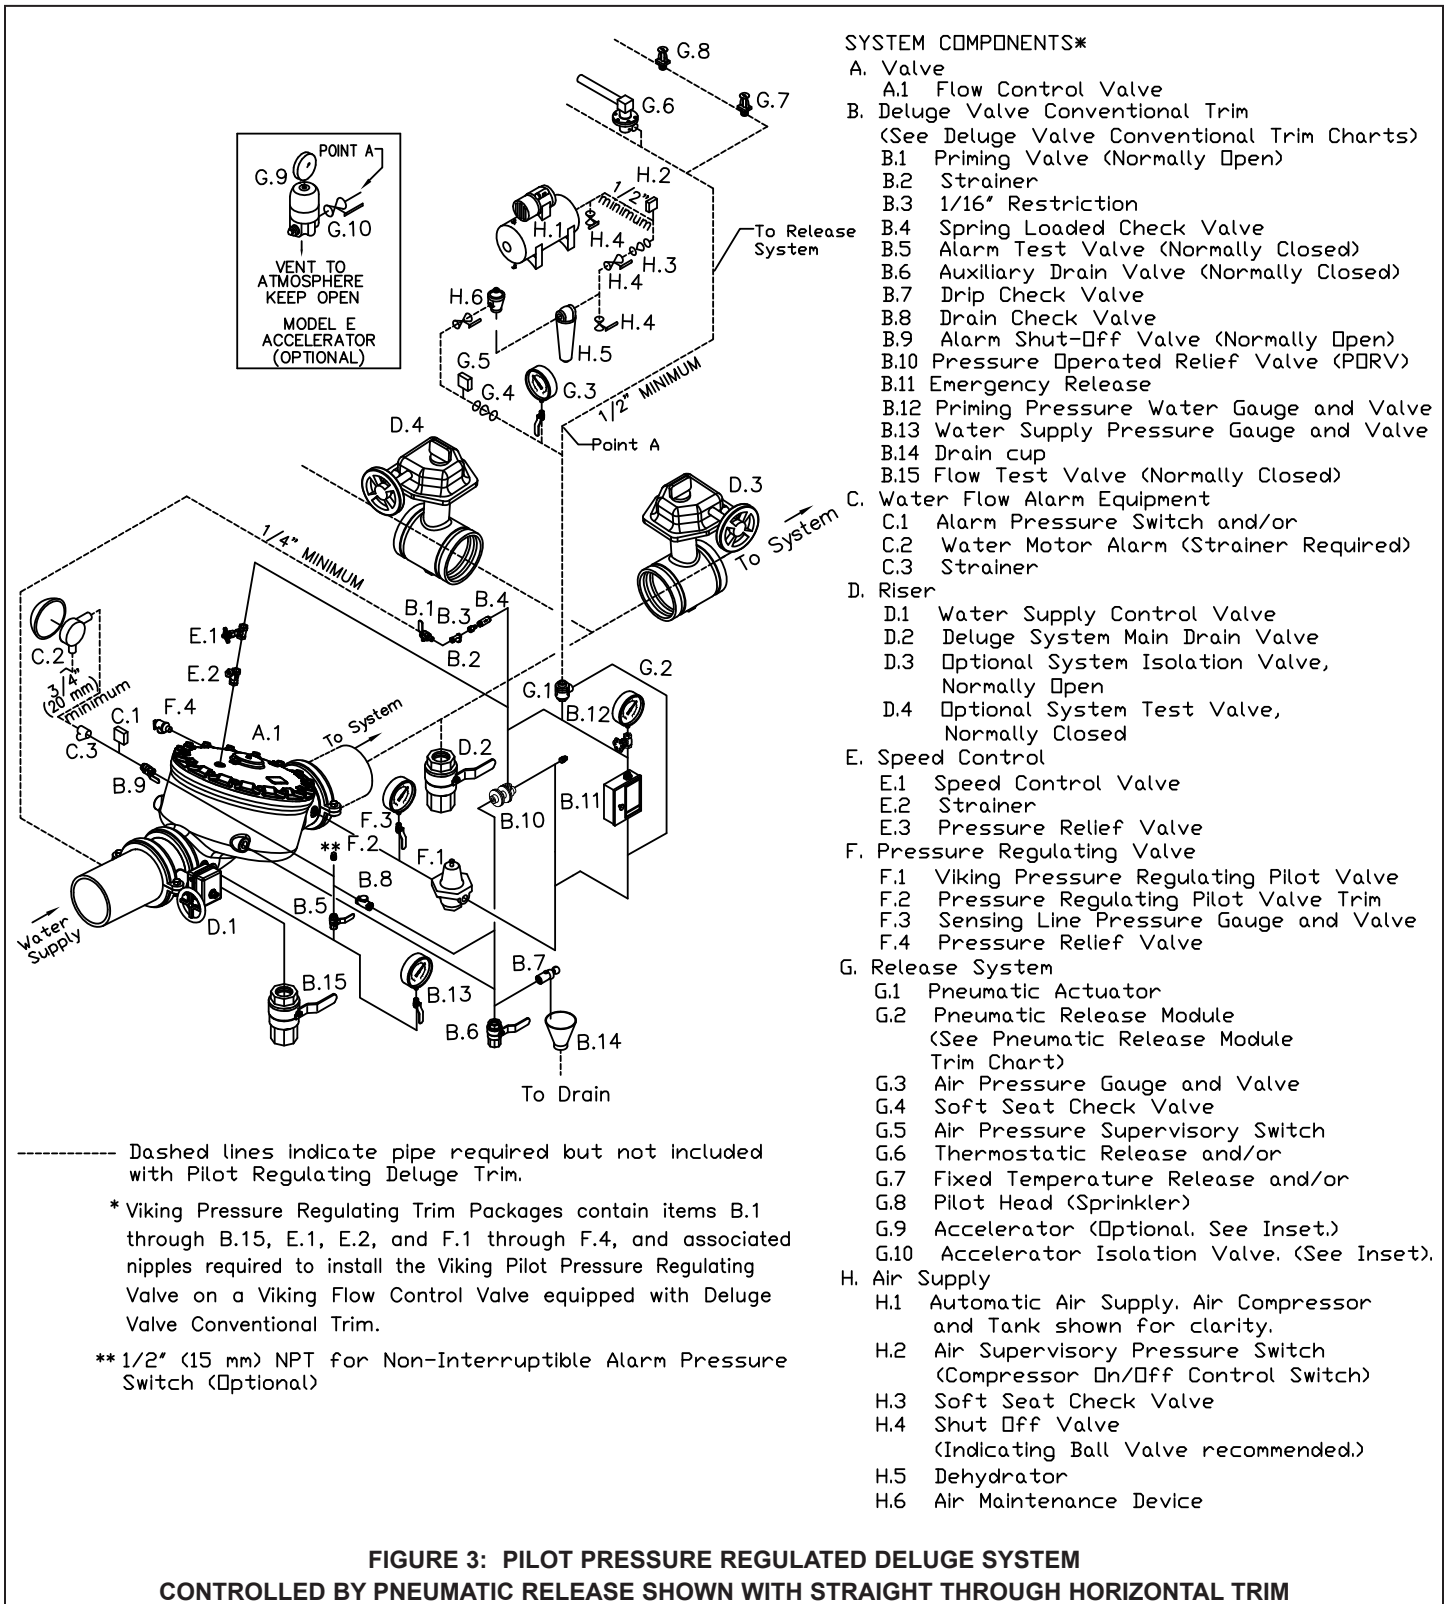 G.8
G.6
G.7
POINT A
G.9
G.10
VENT TO
ATMOSPHERE
KEEP OPEN
MODEL E
ACCELERATOR
(OPTIONAL)
H.2
1/2"
minimum
H.1
H.4
H.3
H.4
H.4
To Release
System
H.6
H.5
G.5
G.4
G.3
1/2" MINIMUM
Point A
D.4
D.3
To System
1/4" MINIMUM
B.1
B.3
B.4
B.2
E.1
E.2
C.2
3/4"
(20 mm)
minimum
C.1
F.4
C.3
A.1
To System
B.9
G.1
G.2
B.12
D.2
B.10
B.11
F.3
**
F.2
F.1
B.8
B.5
D.1
Water
Supply
B.15
B.13
B.7
B.6
B.14
To Drain
---------- Dashed lines indicate pipe required but not included
with Pilot Regulating Deluge Trim.
* Viking Pressure Regulating Trim Packages contain items B.1
through B.15, E.1, E.2, and F.1 through F.4, and associated
nipples required to install the Viking Pilot Pressure Regulating
Valve on a Viking Flow Control Valve equipped with Deluge
Valve Conventional Trim.
** 1/2" (15 mm) NPT for Non-Interruptible Alarm Pressure
Switch (Optional)
SYSTEM COMPONENTS*
A. Valve
A.1 Flow Control Valve
B. Deluge Valve Conventional Trim
(See Deluge Valve Conventional Trim Charts)
B.1 Priming Valve (Normally Open)
B.2 Strainer
B.3 1/16" Restriction
B.4 Spring Loaded Check Valve
B.5 Alarm Test Valve (Normally Closed)
B.6 Auxiliary Drain Valve (Normally Closed)
B.7 Drip Check Valve
B.8 Drain Check Valve
B.9 Alarm Shut-Off Valve (Normally Open)
B.10 Pressure Operated Relief Valve (PORV)
B.11 Emergency Release
B.12 Priming Pressure Water Gauge and Valve
B.13 Water Supply Pressure Gauge and Valve
B.14 Drain cup
B.15 Flow Test Valve (Normally Closed)
C. Water Flow Alarm Equipment
C.1 Alarm Pressure Switch and/or
C.2 Water Motor Alarm (Strainer Required)
C.3 Strainer
D. Riser
D.1 Water Supply Control Valve
D.2 Deluge System Main Drain Valve
D.3 Optional System Isolation Valve,
Normally Open
D.4 Optional System Test Valve,
Normally Closed
E. Speed Control
E.1 Speed Control Valve
E.2 Strainer
E.3 Pressure Relief Valve
F. Pressure Regulating Valve
F.1 Viking Pressure Regulating Pilot Valve
F.2 Pressure Regulating Pilot Valve Trim
F.3 Sensing Line Pressure Gauge and Valve
F.4 Pressure Relief Valve
G. Release System
G.1 Pneumatic Actuator
G.2 Pneumatic Release Module
(See Pneumatic Release Module
Trim Chart)
G.3 Air Pressure Gauge and Valve
G.4 Soft Seat Check Valve
G.5 Air Pressure Supervisory Switch
G.6 Thermostatic Release and/or
G.7 Fixed Temperature Release and/or
G.8 Pilot Head (Sprinkler)
G.9 Accelerator (Optional. See Inset.)
G.10 Accelerator Isolation Valve. (See Inset).
H. Air Supply
H.1 Automatic Air Supply. Air Compressor
and Tank shown for clarity.
H.2 Air Supervisory Pressure Switch
(Compressor On/Off Control Switch)
H.3 Soft Seat Check Valve
H.4 Shut Off Valve
(Indicating Ball Valve recommended.)
H.5 Dehydrator
H.6 Air Maintenance Device
FIGURE 3: PILOT PRESSURE REGULATED DELUGE SYSTEM
CONTROLLED BY PNEUMATIC RELEASE SHOWN WITH STRAIGHT THROUGH HORIZONTAL TRIM